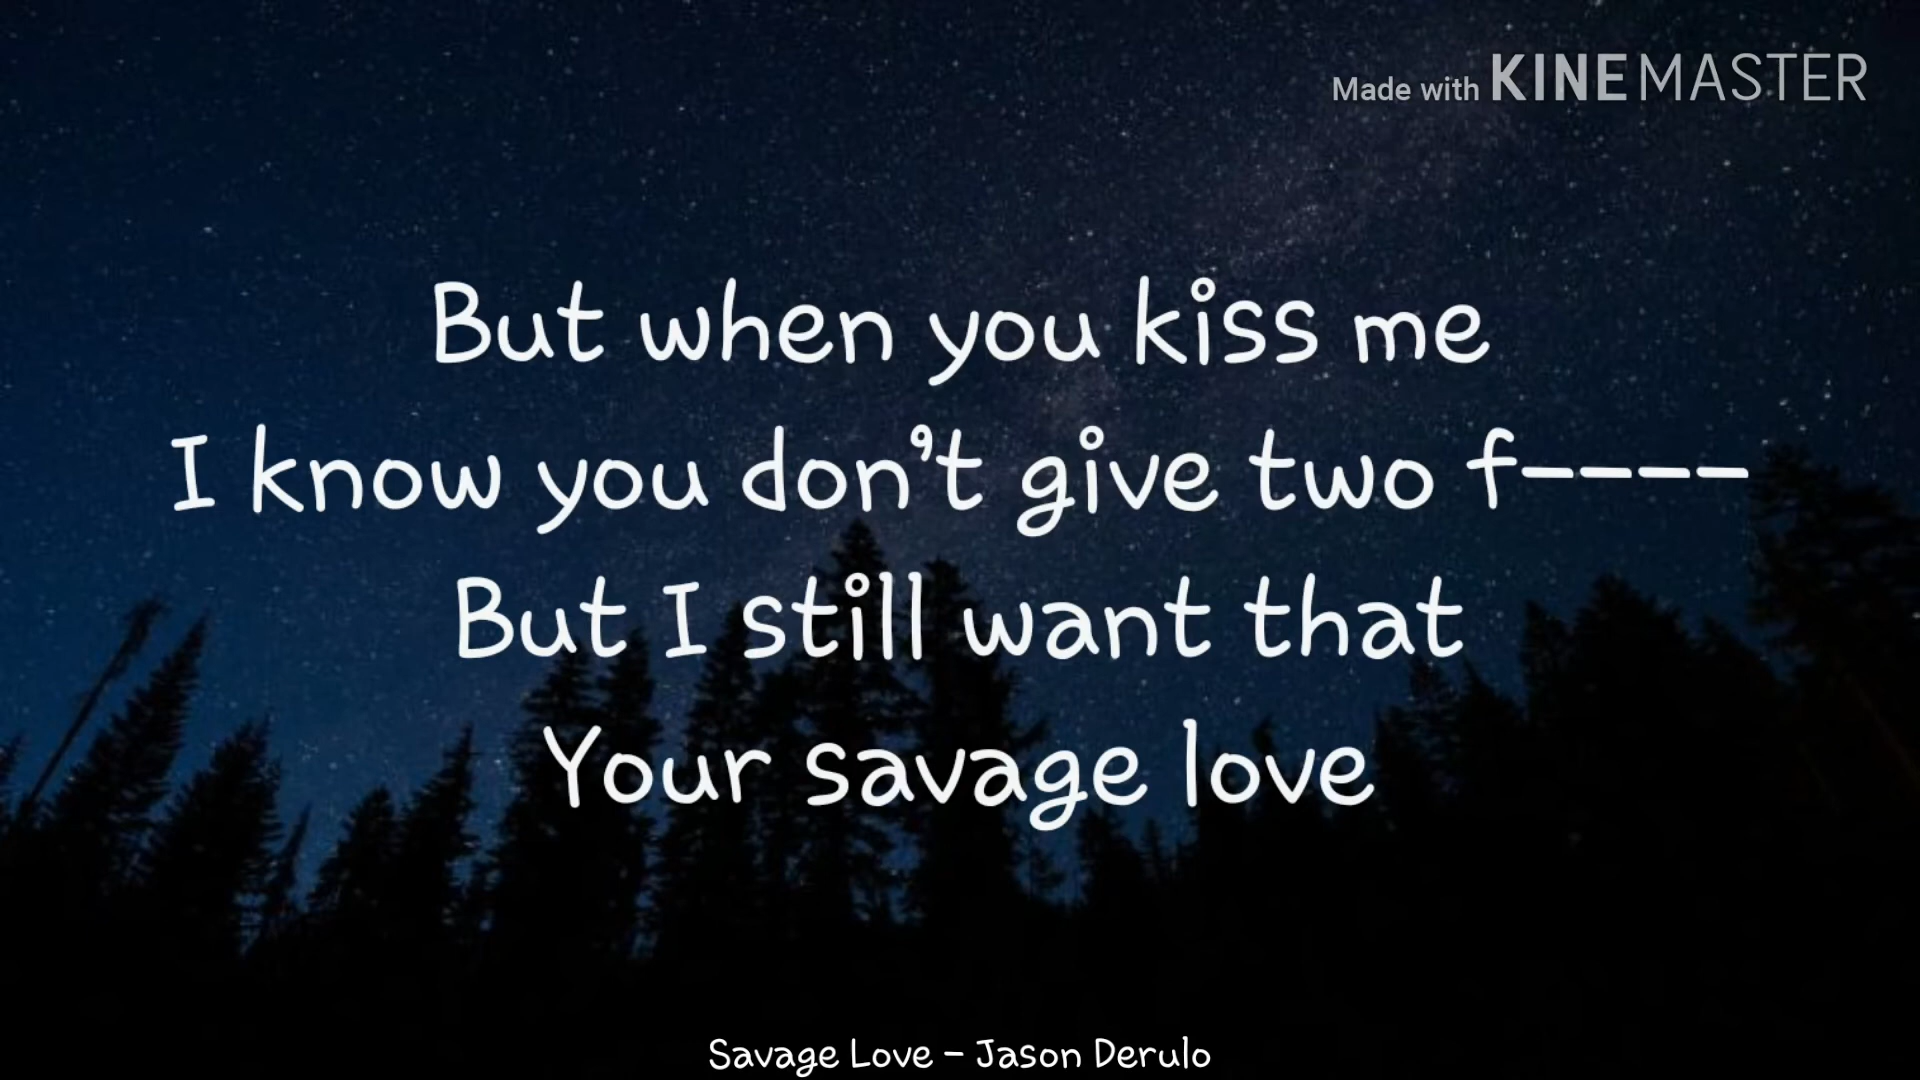 Made with KINEMASTER
But when you kiss me
I know you don't give two f----
But I still want that
Your savage love
Savage Love - Jason Derulo